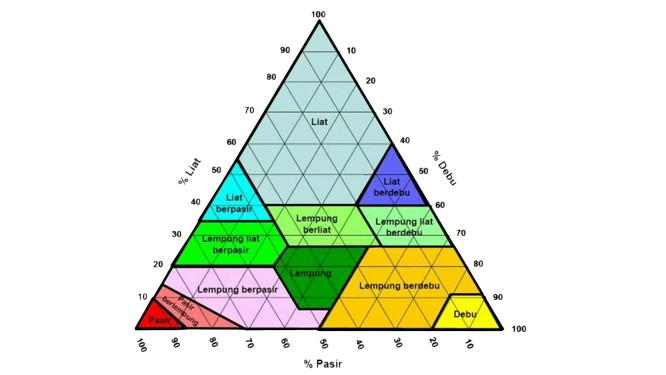 100
90
10
80
20
Liat
70
30
60
40
% Liat
% Debu
50
Liat
berpasir
Liat
berdebu
50
40
60
Lempung
berliat
Lempung liat
berdebu
30
Lempung liat
berpasir
70
20
Lempung
80
Lempung berpasir
Lempung berdebu
10
Pasir
berlempung
90
Pasir
Debu
100
100
90
80
70
60
50
40
30
20
10
% Pasir